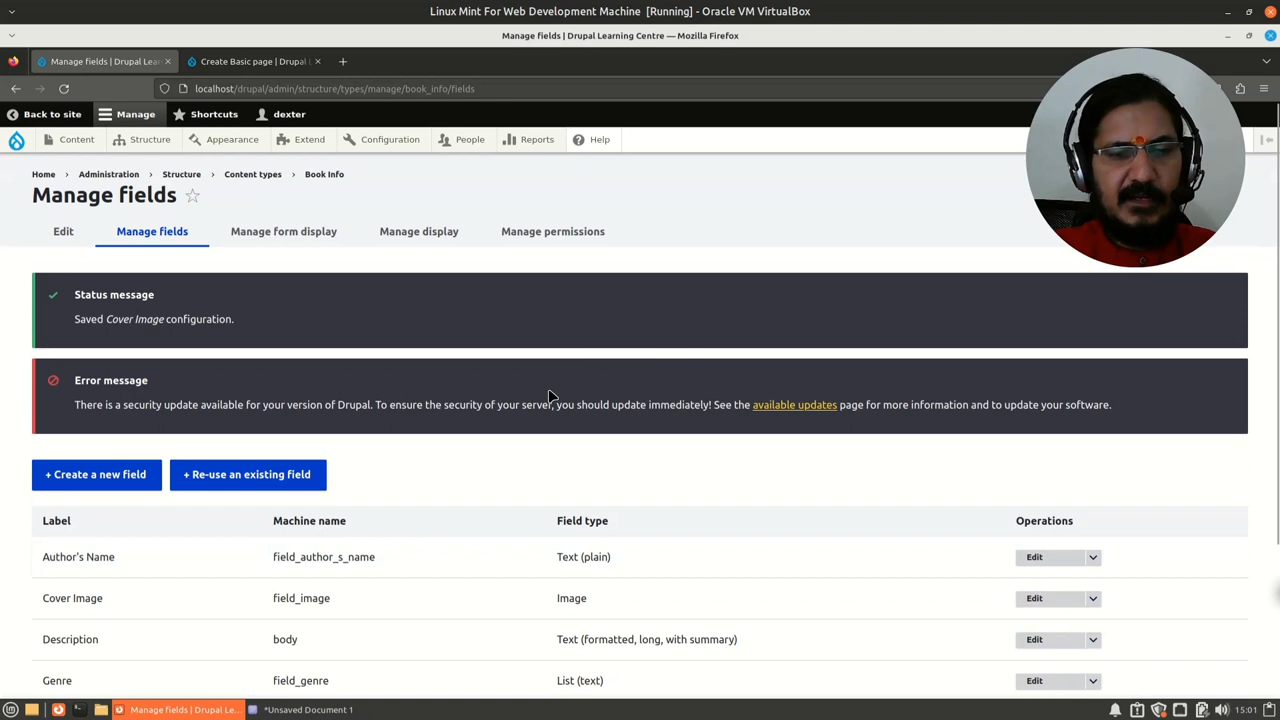 Linux Mint For Web Development Machine [Running] - Oracle VM VirtualBox
Manage fields | Drupal Learning Centre — Mozilla Firefox
Manage fields | Drupal Lear
Create Basic page | Drupal L
localhost/drupal/admin/structure/types/manage/book_info/fields
Back to site Manage Shortcuts dexter
Content Structure Appearance Extend Configuration People Reports Help
Home Administration Structure Content types Book Info
Manage fields
Edit Manage fields Manage form display Manage display Manage permissions
Status message
Saved Cover Image configuration.
Error message
There is a security update available for your version of Drupal. To ensure the security of your server, you should update immediately! See the available updates page for more information and to update your software.
+ Create a new field + Re-use an existing field
Label Machine name Field type Operations
Author's Name field_author_s_name Text (plain) Edit
Cover Image field_image Image Edit
Description body Text (formatted, long, with summary) Edit
Genre field_genre List (text) Edit
Manage fields | Drupal Le... *Unsaved Document 1 15:01